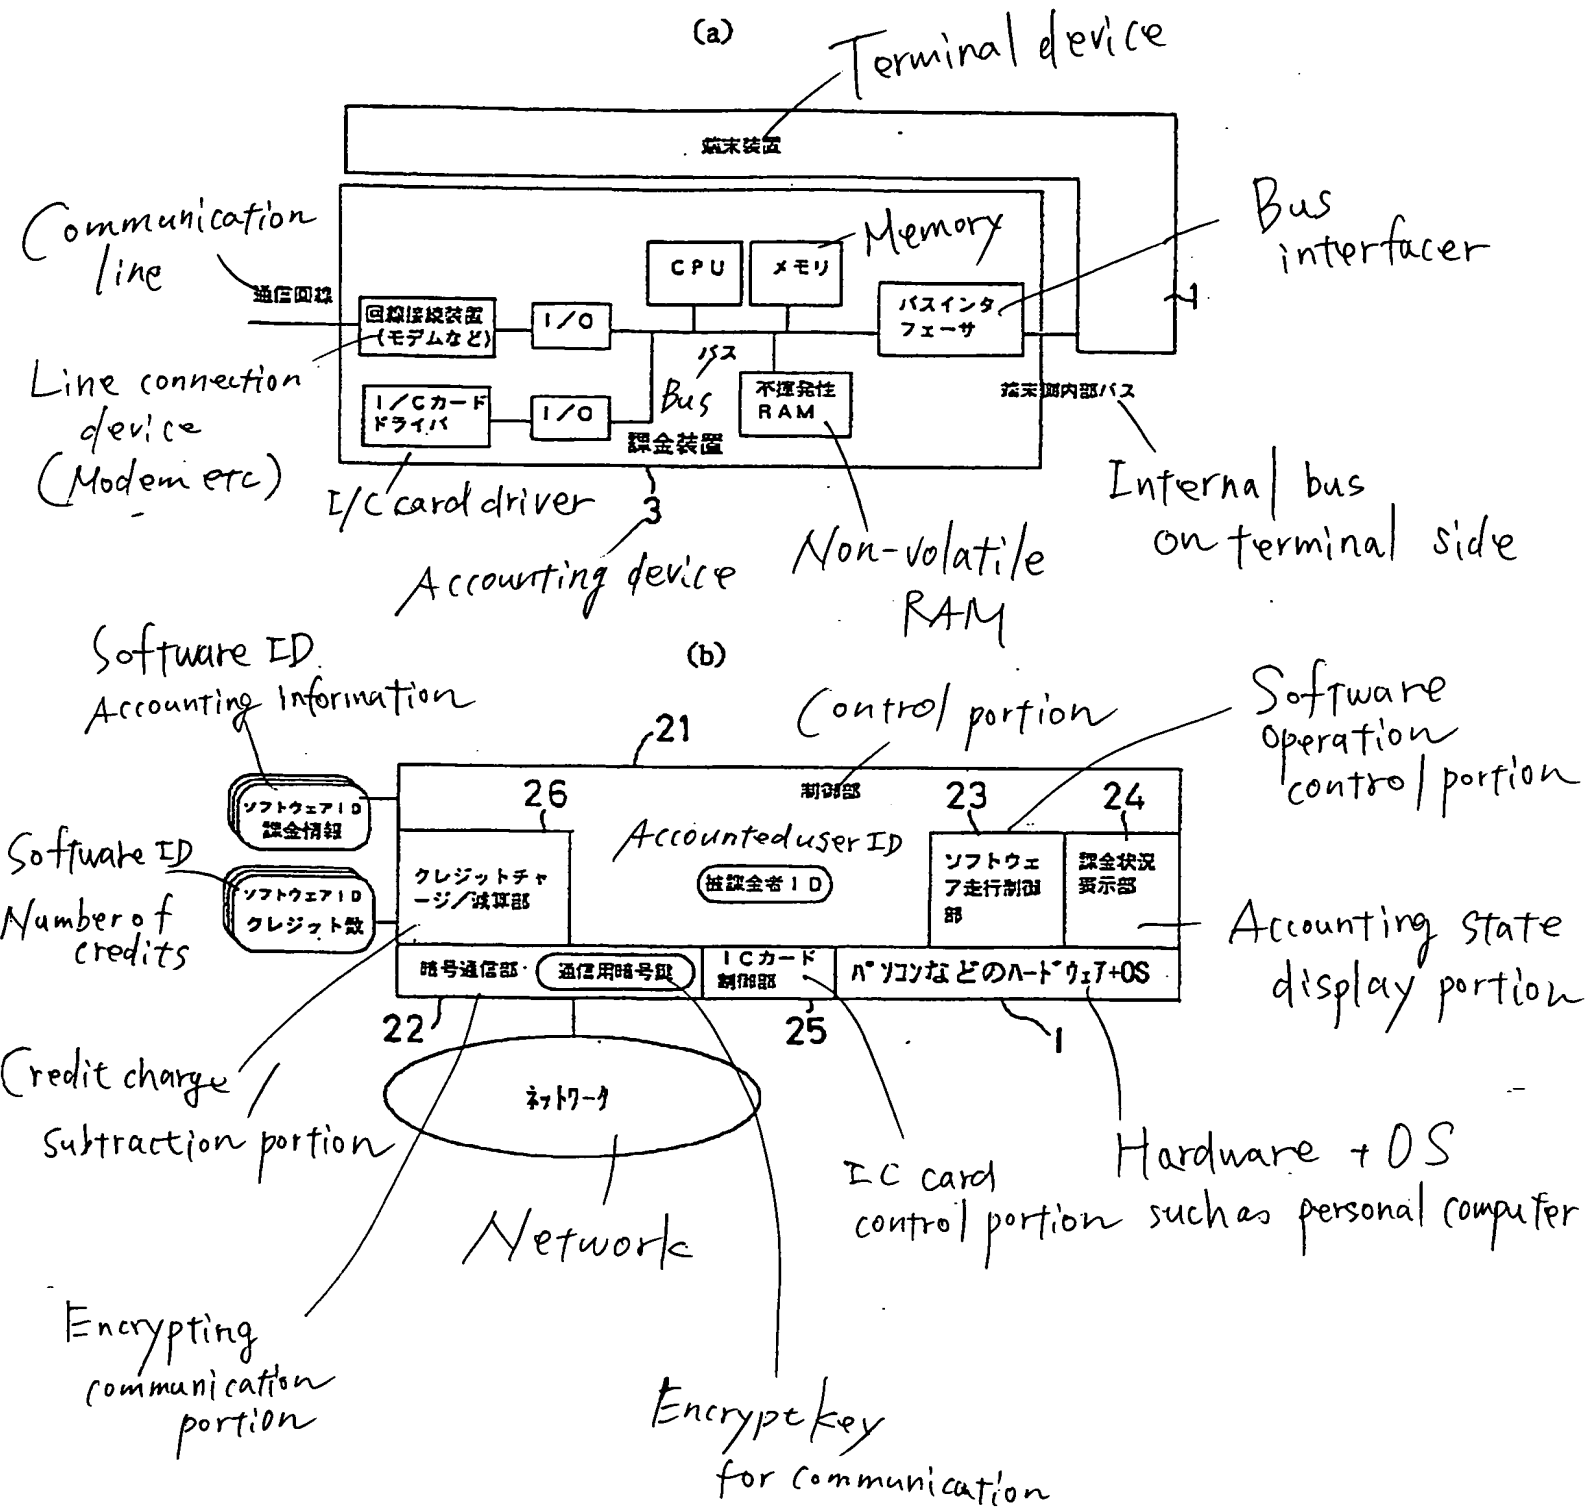 (a)
Terminal device
端末装置
Communication
line
通信回線
Memory
Bus
interfacer
CPU
メモリ
バスインタ
フェーサ
1
回線接続装置
(モデムなど)
I/O
バス
Bus
Line connection
device
(Modem etc)
I/Cカード
ドライバ
I/O
不揮発性
RAM
端末側内部バス
課金装置
I/C card driver
3
Accounting device
Non-volatile
RAM
Internal bus
on terminal side
(b)
Software ID
Accounting Information
Control portion
Software
operation
control portion
21
制御部
26
23
24
ソフトウェアID
課金情報
Accounted user ID
被課金者ID
Software ID
Number of
credits
ソフトウェアID
クレジット数
クレジットチャ
ージ/減算部
ソフトウェ
ア走行制御
部
課金状況
表示部
Accounting state
display portion
暗号通信部
通信用暗号鍵
ICカード
制御部
パソコンなどのハードウェア+OS
22
25
1
Credit charge /
subtraction portion
ネットワータ
Network
IC card
control portion
Hardware + OS
such as personal computer
Encrypting
communication
portion
Encrypt key
for communication